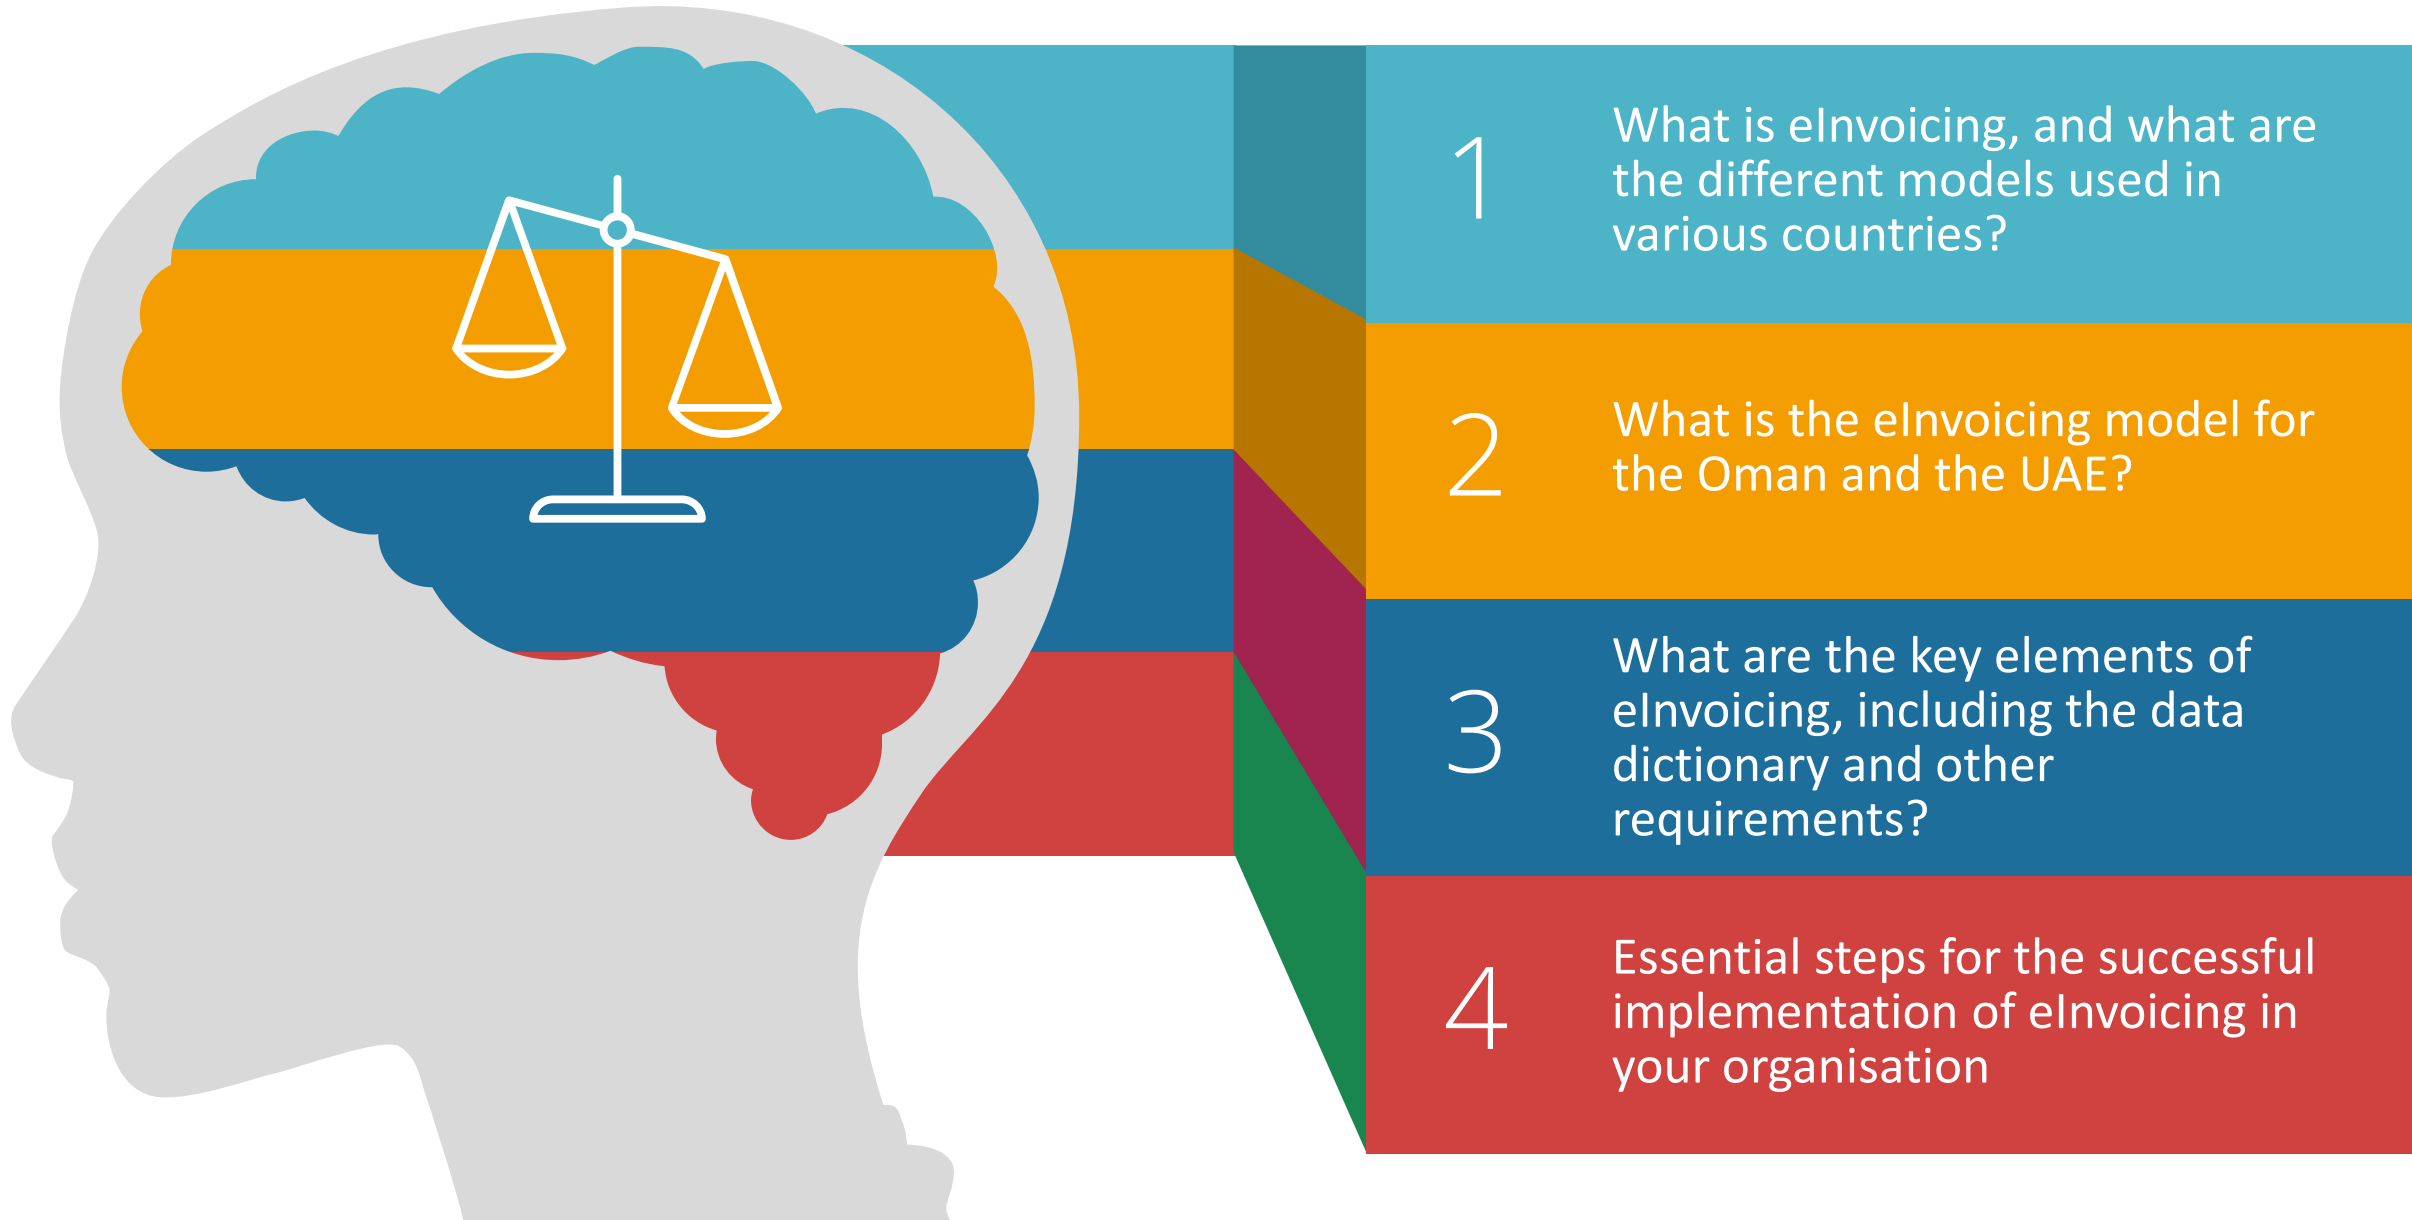 1
What is eInvoicing, and what are
the different models used in
various countries?
2
What is the eInvoicing model for
the Oman and the UAE?
3
What are the key elements of
eInvoicing, including the data
dictionary and other
requirements?
4
Essential steps for the successful
implementation of eInvoicing in
your organisation